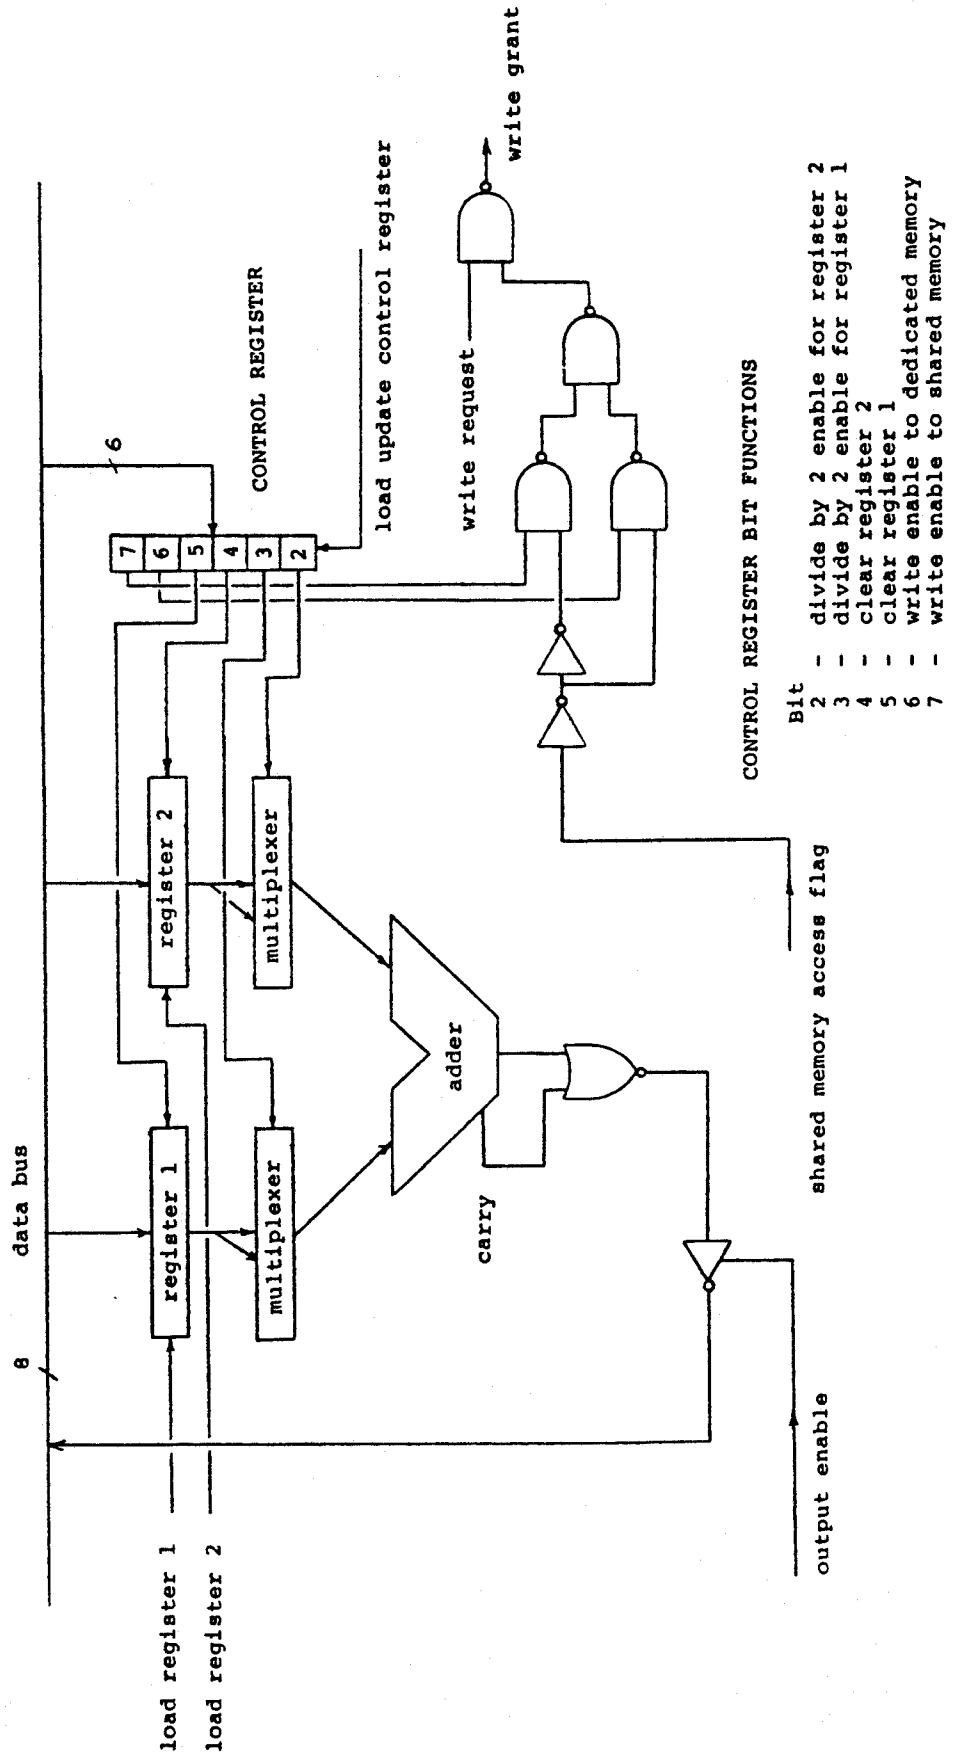 8
data bus
load register 1
load register 2
register 1
register 2
multiplexer
multiplexer
adder
carry
output enable
shared memory access flag
6
7
6
5
4
3
2
CONTROL REGISTER
load update control register
write request
write grant
CONTROL REGISTER BIT FUNCTIONS
Bit
2 - divide by 2 enable for register 2
3 - divide by 2 enable for register 1
4 - clear register 2
5 - clear register 1
6 - write enable to dedicated memory
7 - write enable to shared memory